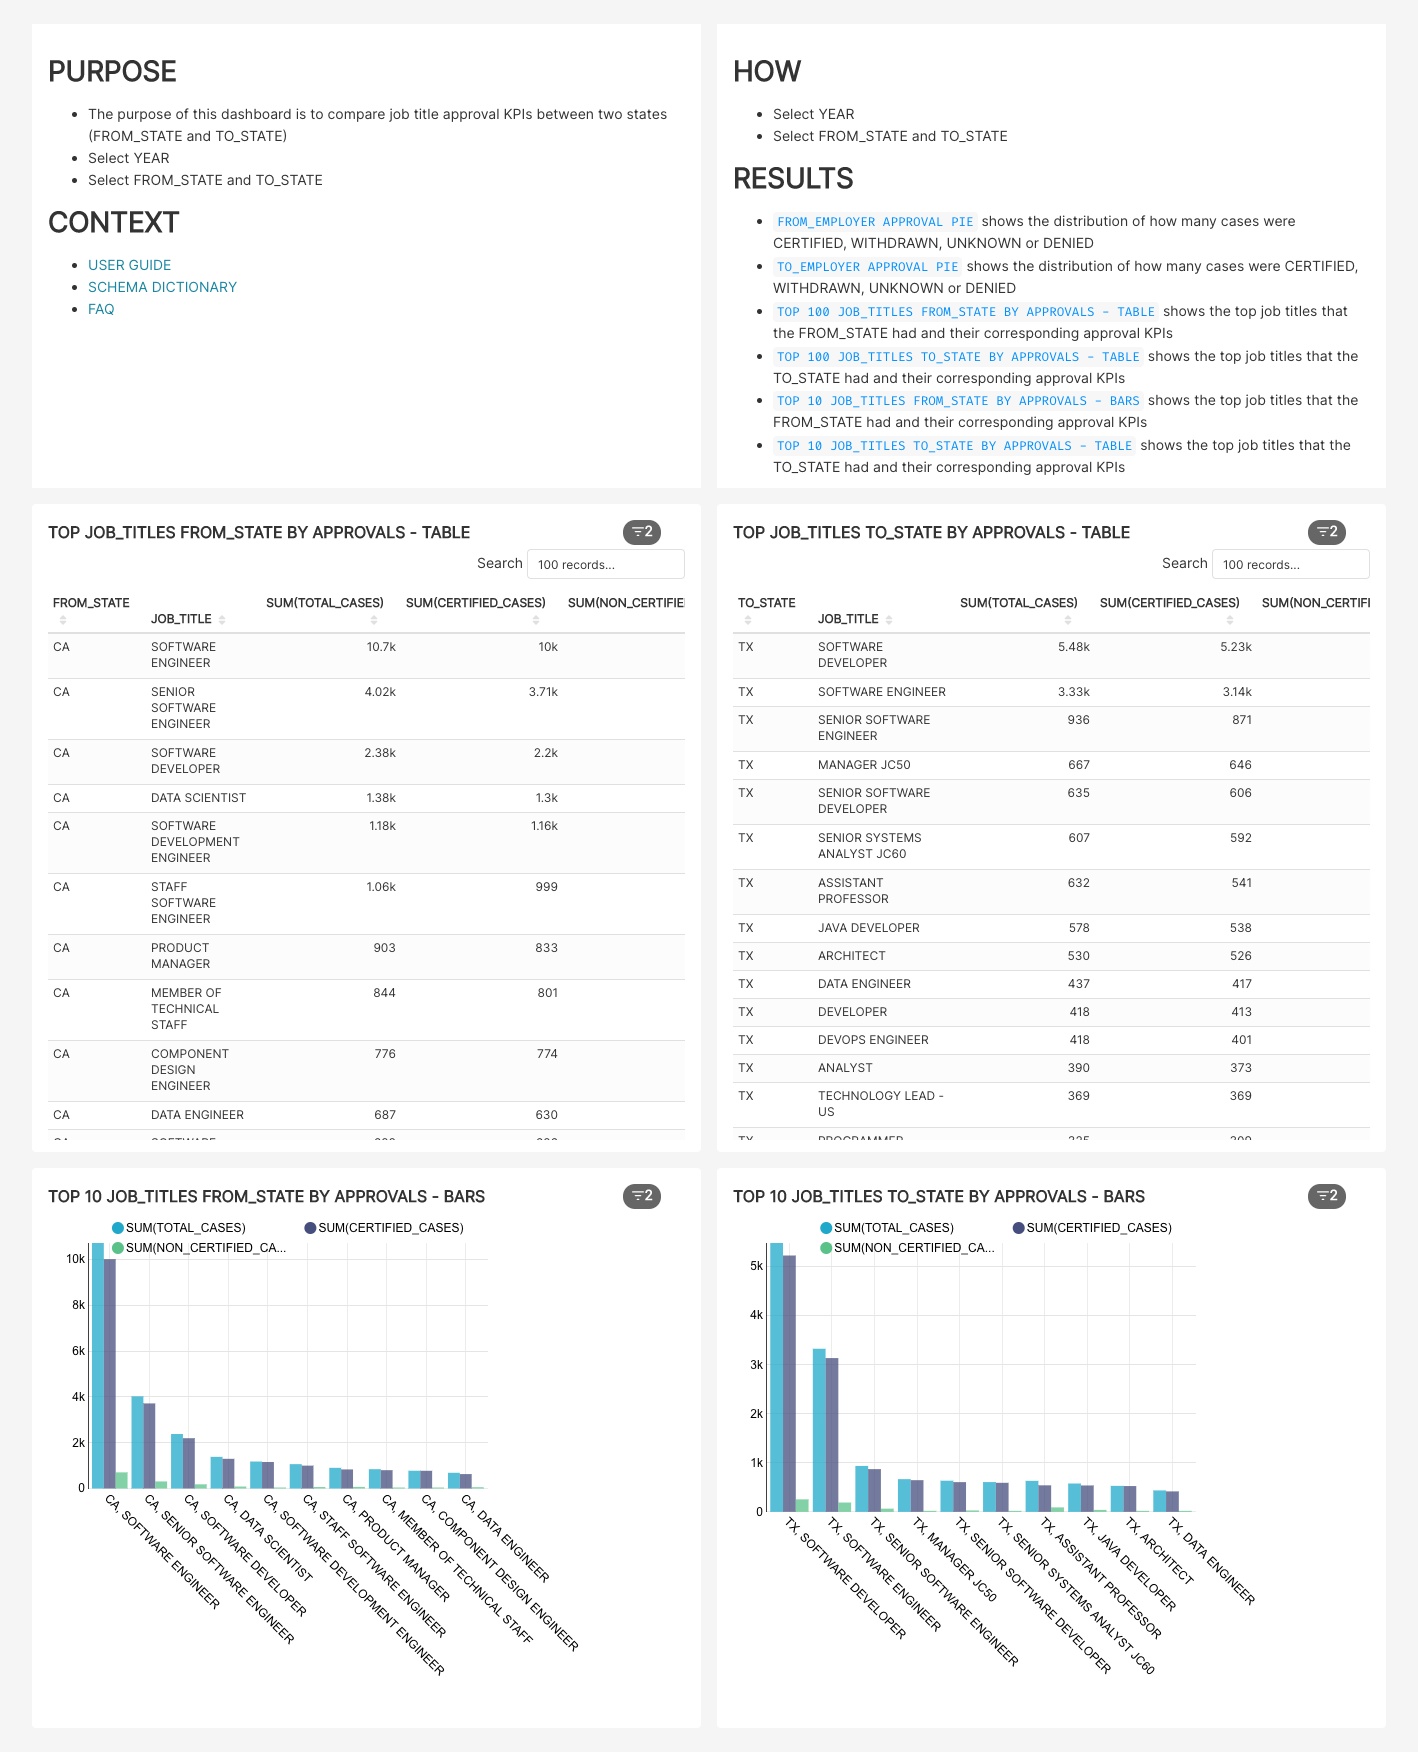 PURPOSE
The purpose of this dashboard is to compare job title approval KPIs between two states
(FROM_STATE and TO_STATE)
Select YEAR
Select FROM_STATE and TO_STATE
CONTEXT
USER GUIDE
SCHEMA DICTIONARY
FAQ
HOW
Select YEAR
Select FROM_STATE and TO_STATE
RESULTS
FROM_EMPLOYER APPROVAL PIE shows the distribution of how many cases were
CERTIFIED, WITHDRAWN, UNKNOWN or DENIED
TO_EMPLOYER APPROVAL PIE shows the distribution of how many cases were CERTIFIED,
WITHDRAWN, UNKNOWN or DENIED
TOP 100 JOB_TITLES FROM_STATE BY APPROVALS - TABLE shows the top job titles that
the FROM_STATE had and their corresponding approval KPIs
TOP 100 JOB_TITLES TO_STATE BY APPROVALS - TABLE shows the top job titles that the
TO_STATE had and their corresponding approval KPIs
TOP 10 JOB_TITLES FROM_STATE BY APPROVALS - BARS shows the top job titles that the
FROM_STATE had and their corresponding approval KPIs
TOP 10 JOB_TITLES TO_STATE BY APPROVALS - TABLE shows the top job titles that the
TO_STATE had and their corresponding approval KPIs
TOP JOB_TITLES FROM_STATE BY APPROVALS - TABLE
2
Search 100 records...
FROM_STATE JOB_TITLE SUM(TOTAL_CASES) SUM(CERTIFIED_CASES) SUM(NON_CERTIFIE
CA SOFTWARE 10.7k 10k
ENGINEER
CA SENIOR 4.02k 3.71k
SOFTWARE
ENGINEER
CA SOFTWARE 2.38k 2.2k
DEVELOPER
CA DATA SCIENTIST 1.38k 1.3k
CA SOFTWARE 1.18k 1.16k
DEVELOPMENT
ENGINEER
CA STAFF 1.06k 999
SOFTWARE
ENGINEER
CA PRODUCT 903 833
MANAGER
CA MEMBER OF 844 801
TECHNICAL
STAFF
CA COMPONENT 776 774
DESIGN
ENGINEER
CA DATA ENGINEER 687 630
TOP JOB_TITLES TO_STATE BY APPROVALS - TABLE
2
Search 100 records...
TO_STATE JOB_TITLE SUM(TOTAL_CASES) SUM(CERTIFIED_CASES) SUM(NON_CERTIFI
TX SOFTWARE 5.48k 5.23k
DEVELOPER
TX SOFTWARE ENGINEER 3.33k 3.14k
TX SENIOR SOFTWARE 936 871
ENGINEER
TX MANAGER JC50 667 646
TX SENIOR SOFTWARE 635 606
DEVELOPER
TX SENIOR SYSTEMS 607 592
ANALYST JC60
TX ASSISTANT 632 541
PROFESSOR
TX JAVA DEVELOPER 578 538
TX ARCHITECT 530 526
TX DATA ENGINEER 437 417
TX DEVELOPER 418 413
TX DEVOPS ENGINEER 418 401
TX ANALYST 390 373
TX TECHNOLOGY LEAD - 369 369
US
TOP 10 JOB_TITLES FROM_STATE BY APPROVALS - BARS
2
SUM(TOTAL_CASES) SUM(CERTIFIED_CASES)
SUM(NON_CERTIFIED_CA...
10k
8k
6k
4k
2k
0
CA, SOFTWARE ENGINEER
CA, SENIOR SOFTWARE ENGINEER
CA, SOFTWARE DEVELOPER
CA, DATA SCIENTIST
CA, SOFTWARE DEVELOPMENT ENGINEER
CA, STAFF SOFTWARE ENGINEER
CA, PRODUCT MANAGER
CA, MEMBER OF TECHNICAL STAFF
CA, COMPONENT DESIGN ENGINEER
CA, DATA ENGINEER
TOP 10 JOB_TITLES TO_STATE BY APPROVALS - BARS
2
SUM(TOTAL_CASES) SUM(CERTIFIED_CASES)
SUM(NON_CERTIFIED_CA...
5k
4k
3k
2k
1k
0
TX, SOFTWARE DEVELOPER
TX, SOFTWARE ENGINEER
TX, SENIOR SOFTWARE ENGINEER
TX, MANAGER JC50
TX, SENIOR SOFTWARE DEVELOPER
TX, SENIOR SYSTEMS ANALYST JC60
TX, ASSISTANT PROFESSOR
TX, JAVA DEVELOPER
TX, ARCHITECT
TX, DATA ENGINEER